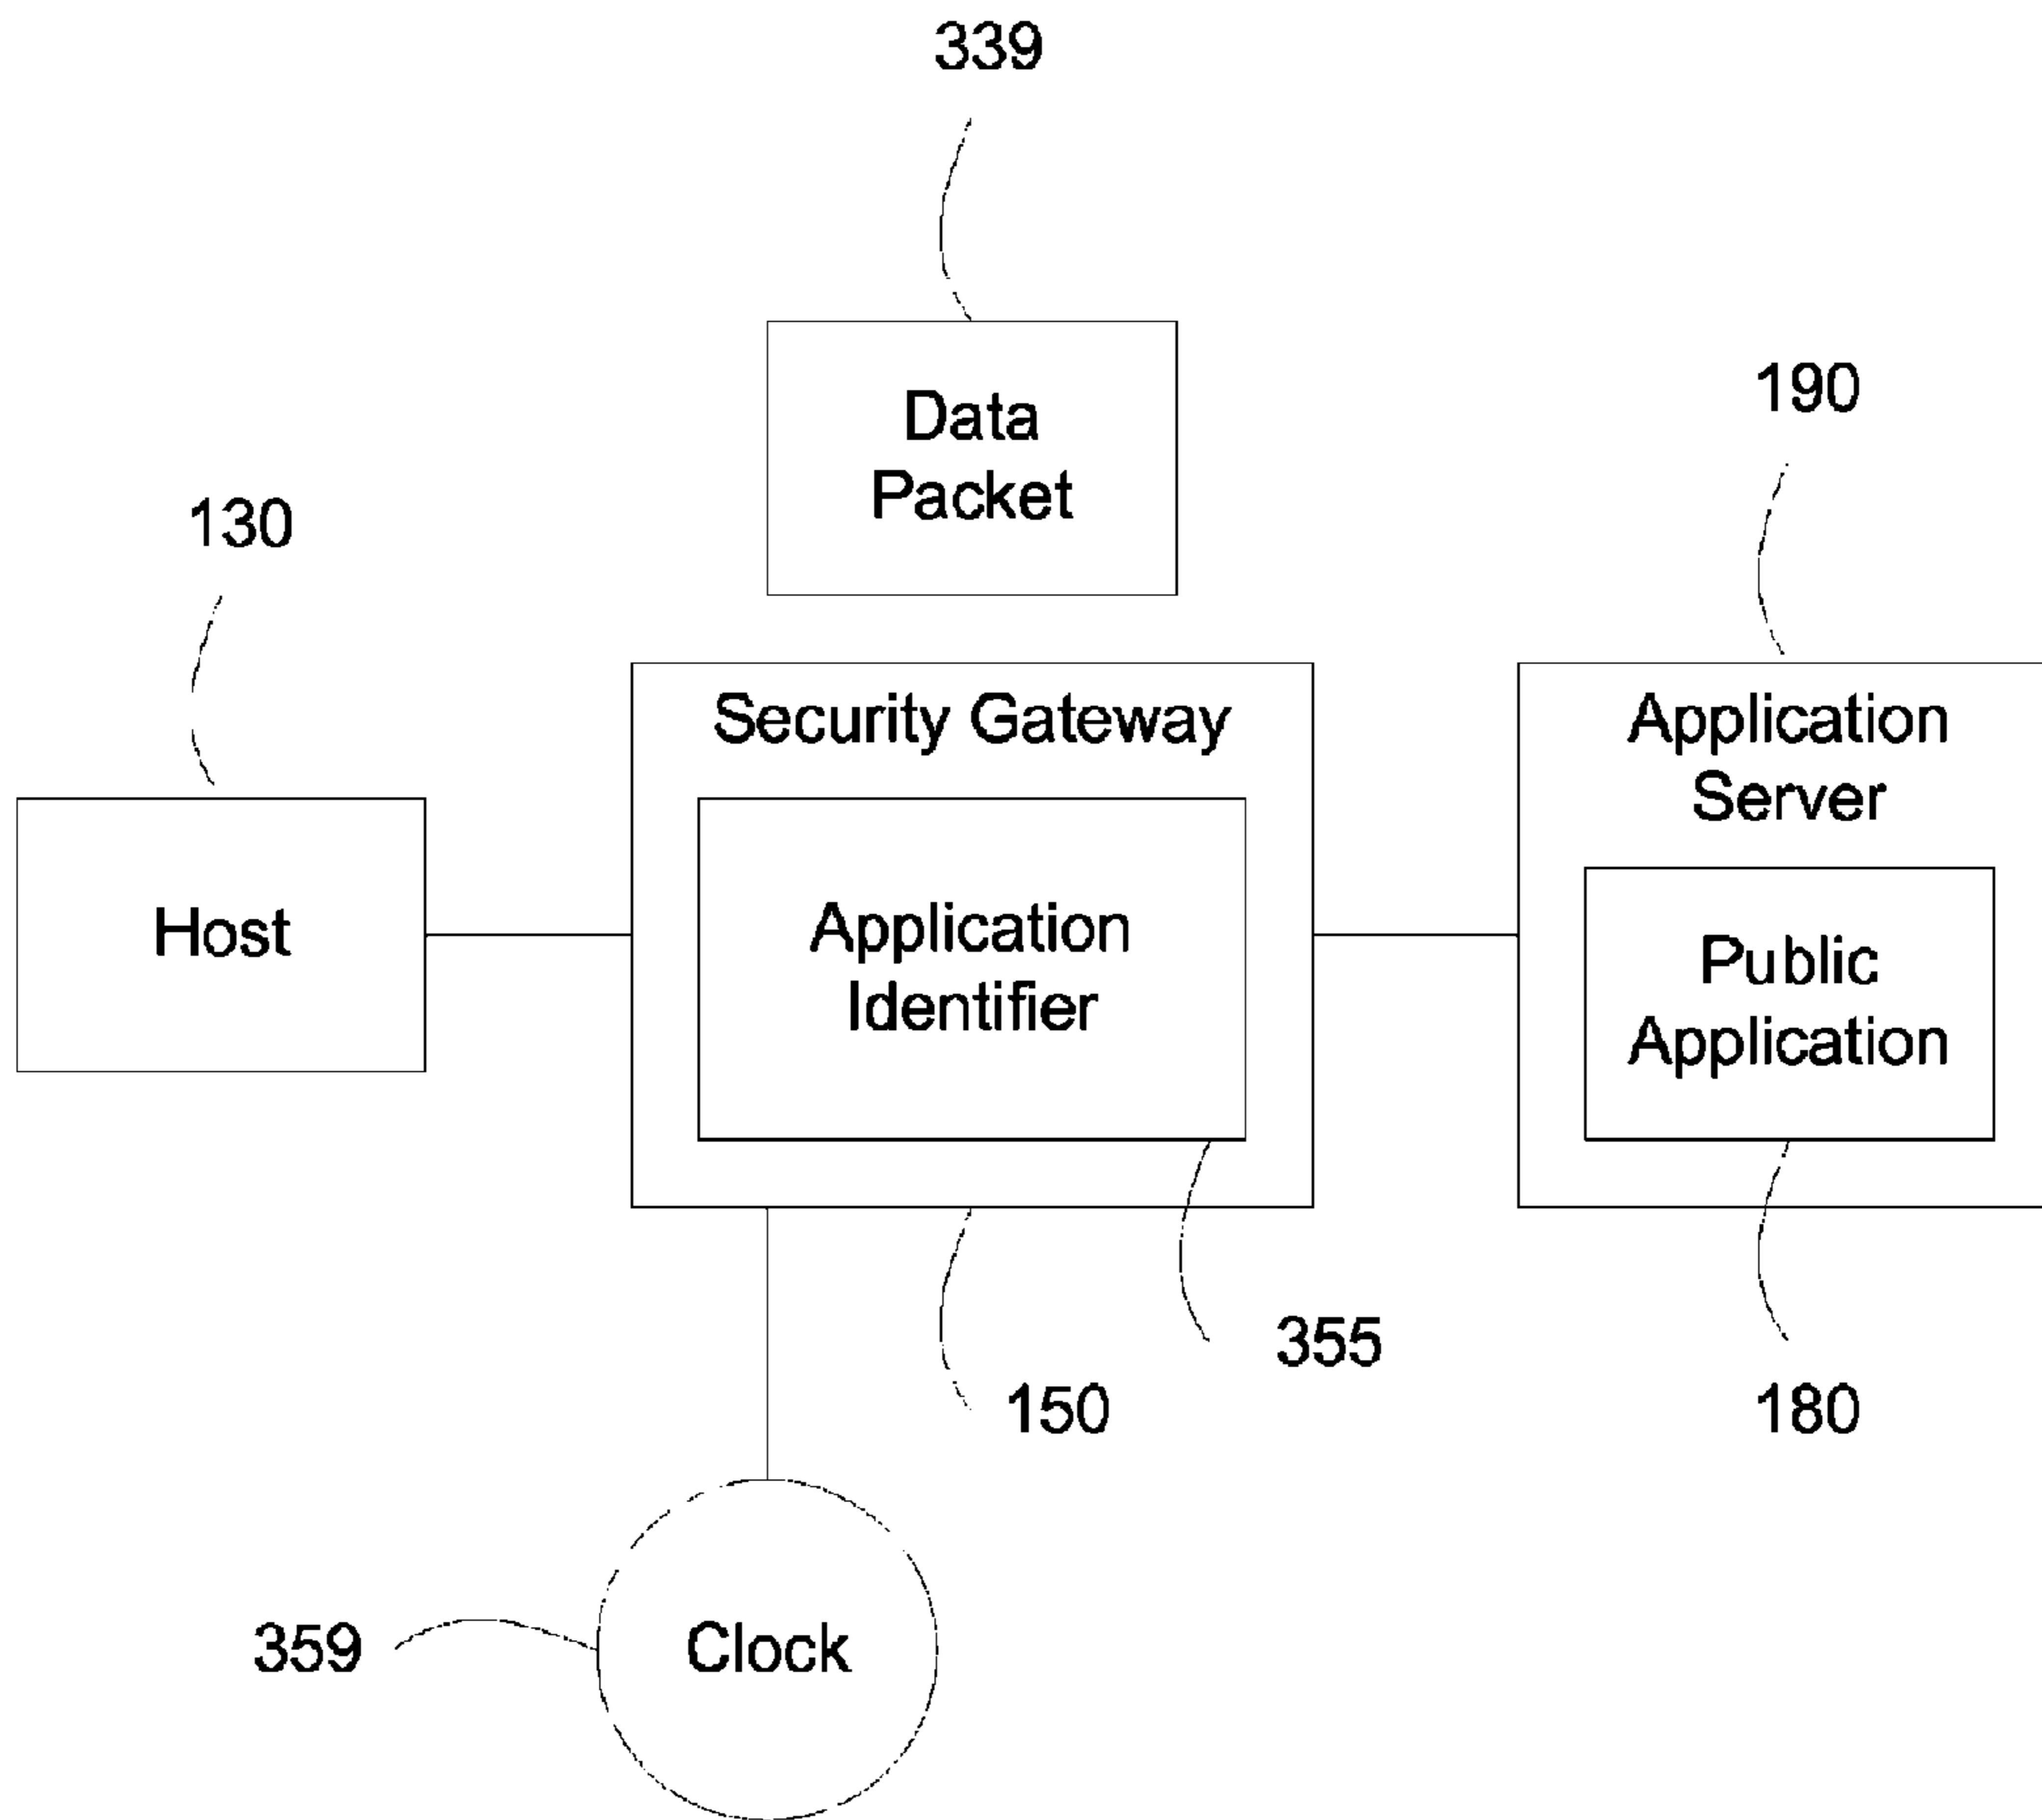 339
Data
Packet
190
130
Security Gateway
Application
Server
Host
Application
Identifier
Public
Application
355
150
180
359
Clock